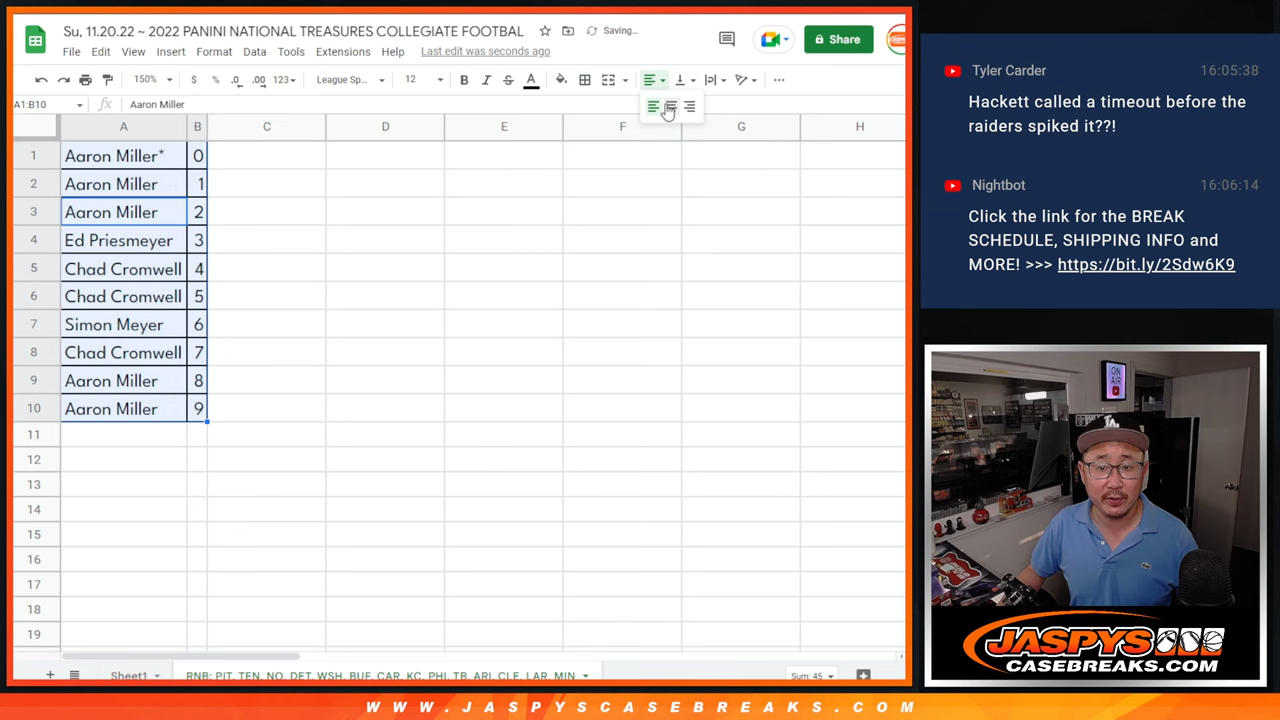 Su, 11.20.22 ~ 2022 PANINI NATIONAL TREASURES COLLEGIATE FOOTBAL
Saving...
Share
File Edit View Insert Format Data Tools Extensions Help Last edit was seconds ago
150% $ % .0 .00 123 League Sp... 12 B I S A
A1:B10 fx Aaron Miller
A B C D E F G H
1 Aaron Miller* 0
2 Aaron Miller 1
3 Aaron Miller 2
4 Ed Priesmeyer 3
5 Chad Cromwell 4
6 Chad Cromwell 5
7 Simon Meyer 6
8 Chad Cromwell 7
9 Aaron Miller 8
10 Aaron Miller 9
11
12
13
14
15
16
17
18
19
+ Sheet1 RNB: PIT, TEN, NO, DET, WSH, BUF, CAR, KC, PHI, TB, ARI, CLE, LAR, MIN Sum: 45
Tyler Carder 16:05:38
Hackett called a timeout before the
raiders spiked it??!
Nightbot 16:06:14
Click the link for the BREAK
SCHEDULE, SHIPPING INFO and
MORE! >>> https://bit.ly/2Sdw6K9
ON
AIR
LA
JASPYS
CASEBREAKS.COM
WWW.JASPYSCASEBREAKS.COM